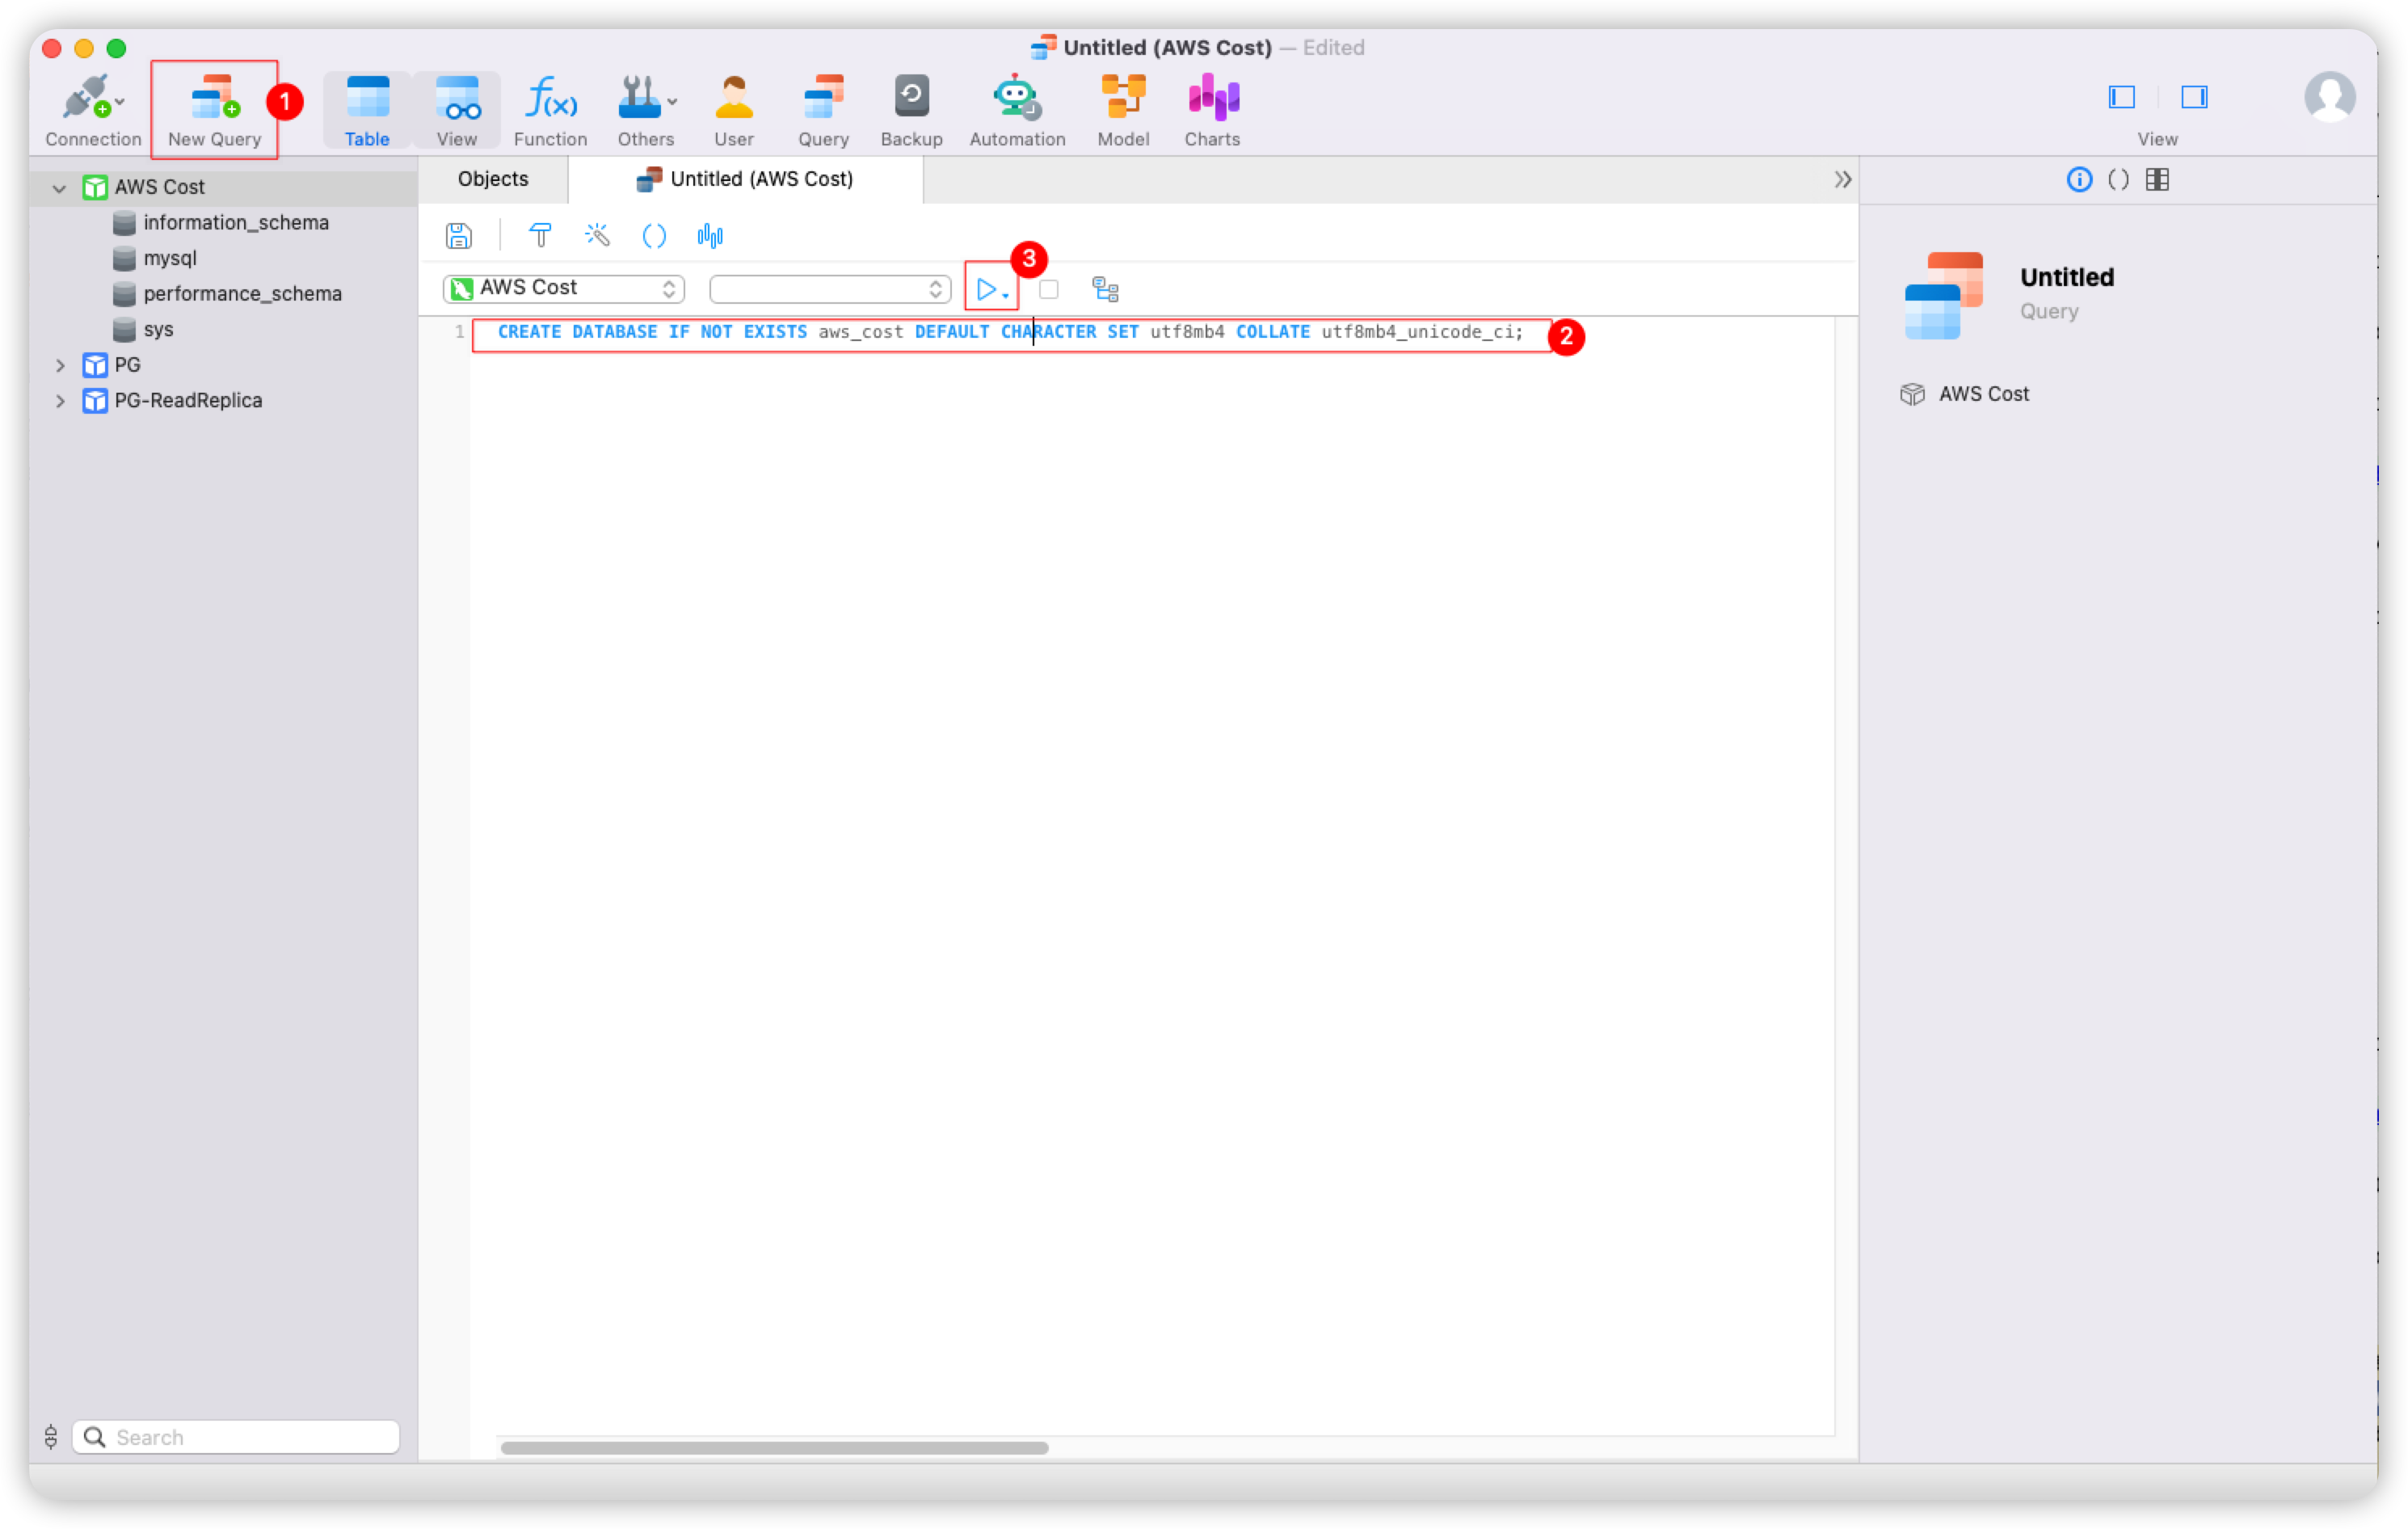 Untitled (AWS Cost) — Edited
Connection
New Query
1
Table
View
Function
Others
User
Query
Backup
Automation
Model
Charts
View
AWS Cost
information_schema
mysql
performance_schema
sys
PG
PG-ReadReplica
Search
Objects
Untitled (AWS Cost)
AWS Cost
3
1 CREATE DATABASE IF NOT EXISTS aws_cost DEFAULT CHARACTER SET utf8mb4 COLLATE utf8mb4_unicode_ci;
2
Untitled
Query
AWS Cost